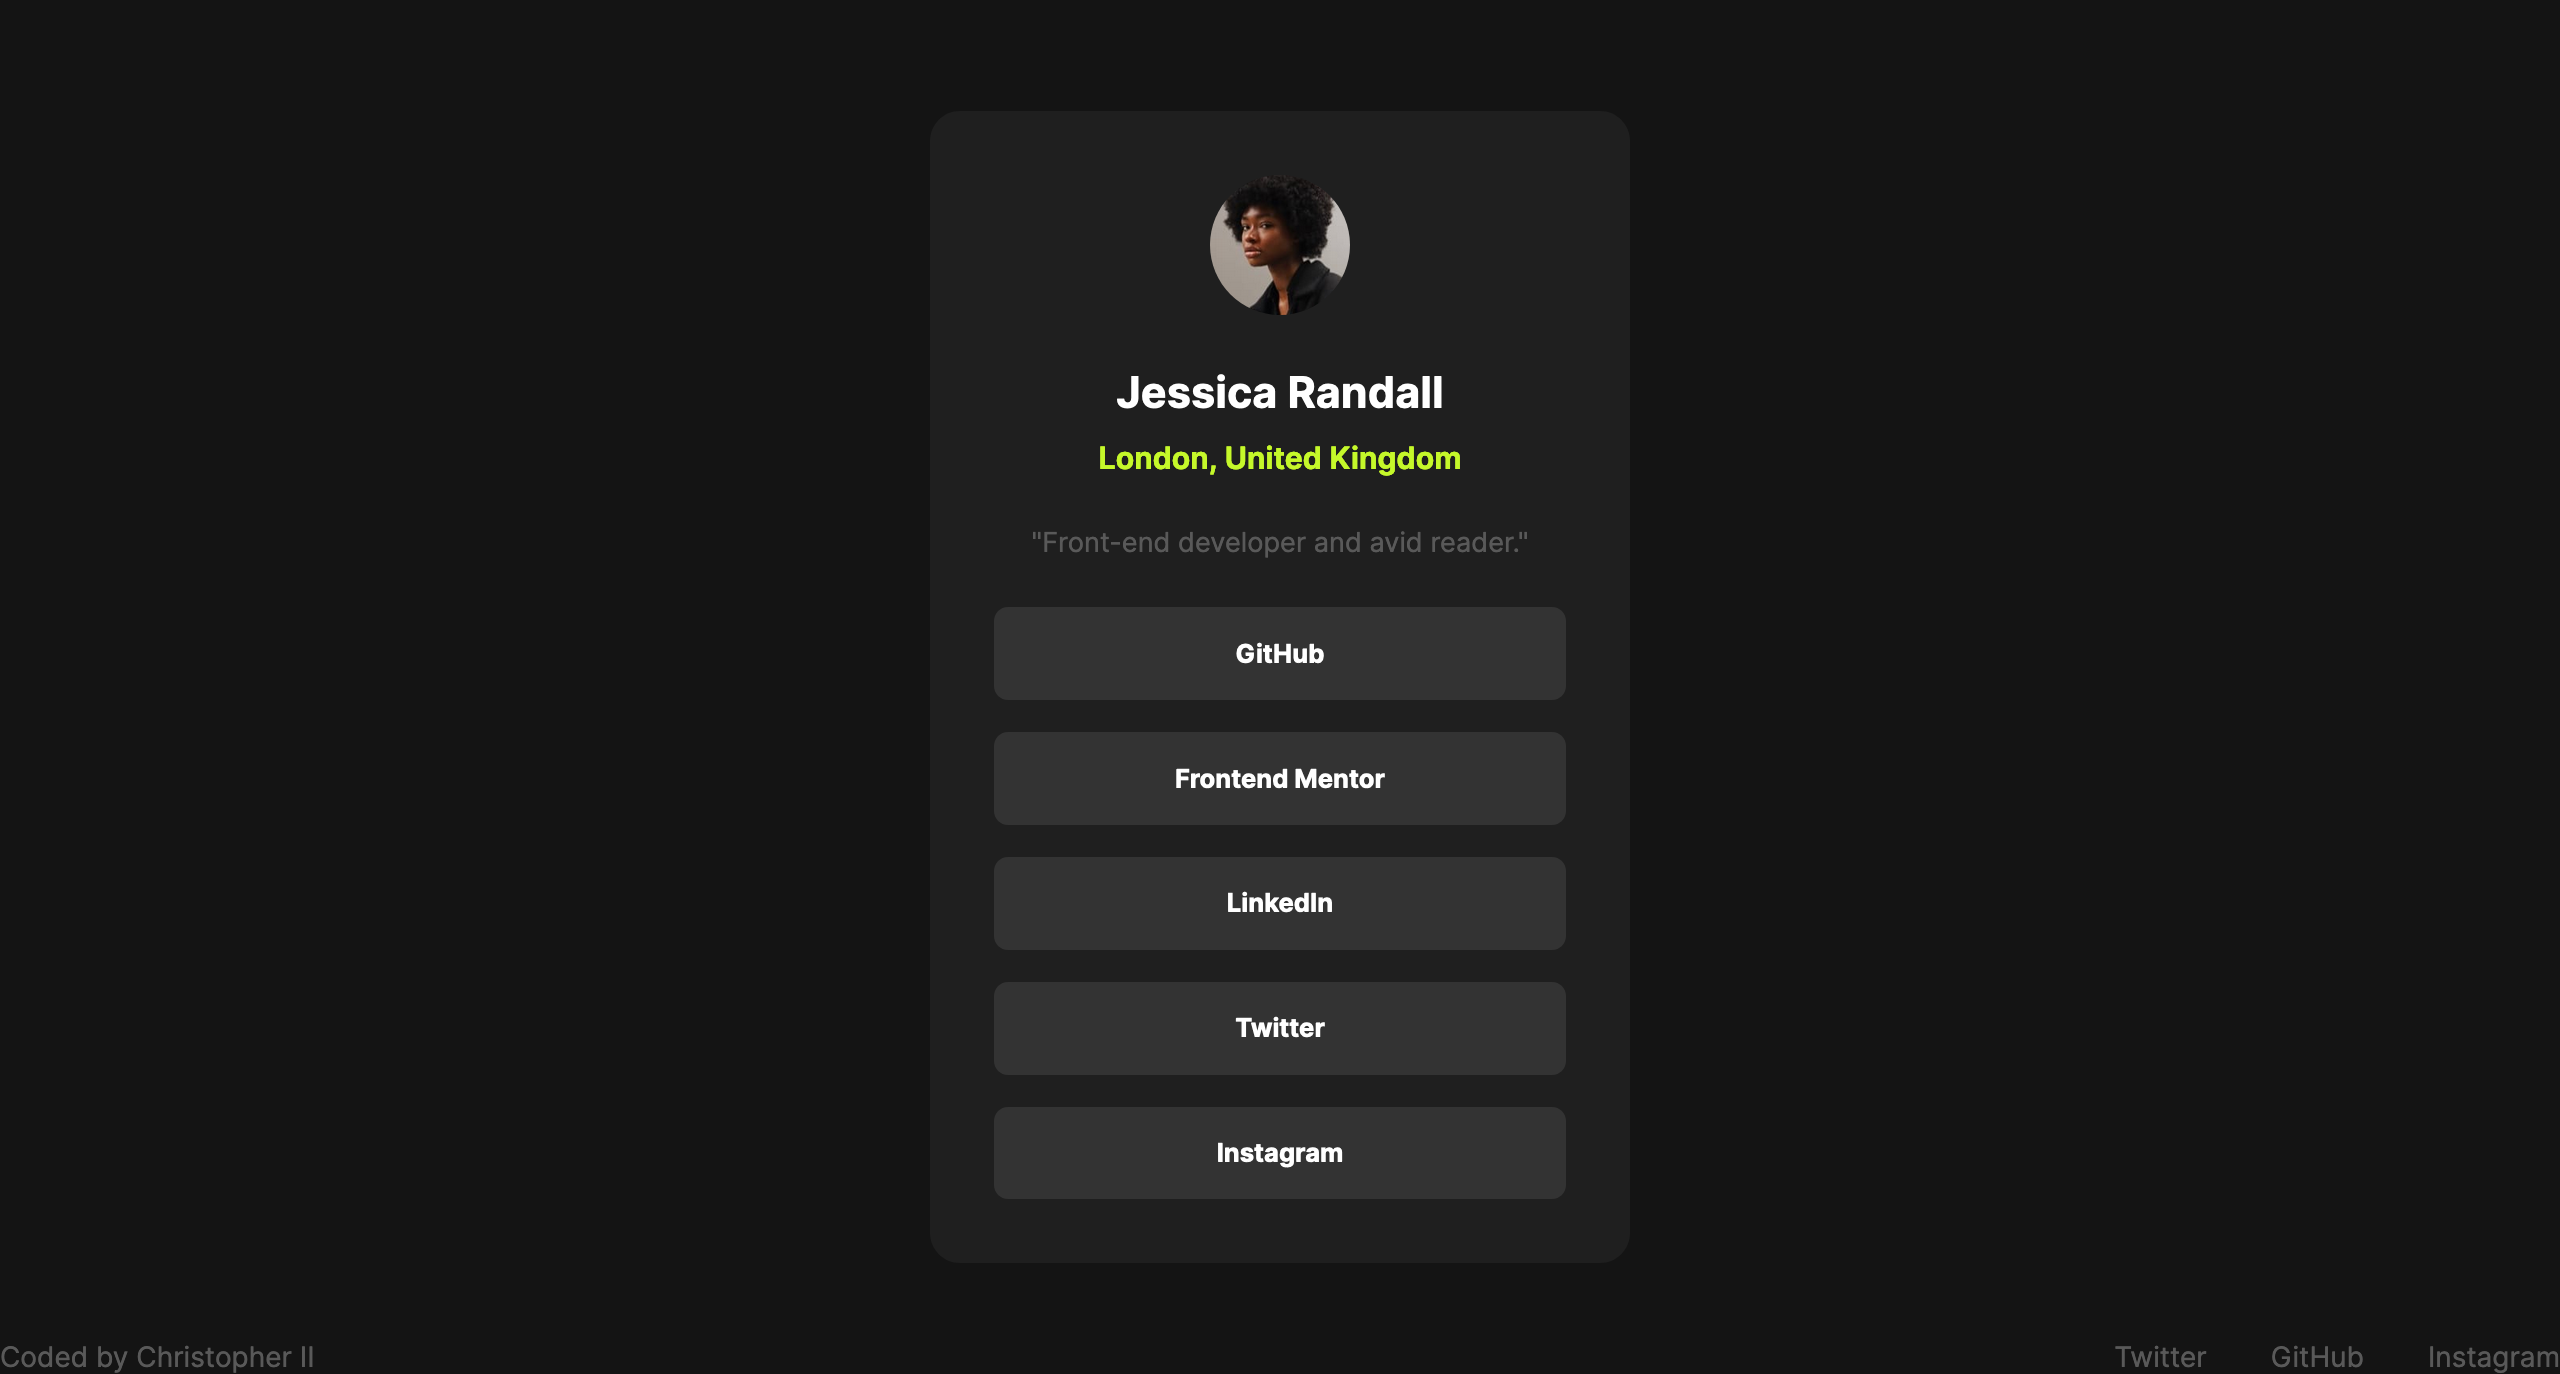 Jessica Randall
London, United Kingdom
"Front-end developer and avid reader."
GitHub
Frontend Mentor
LinkedIn
Twitter
Instagram
Coded by Christopher II
Twitter GitHub Instagram